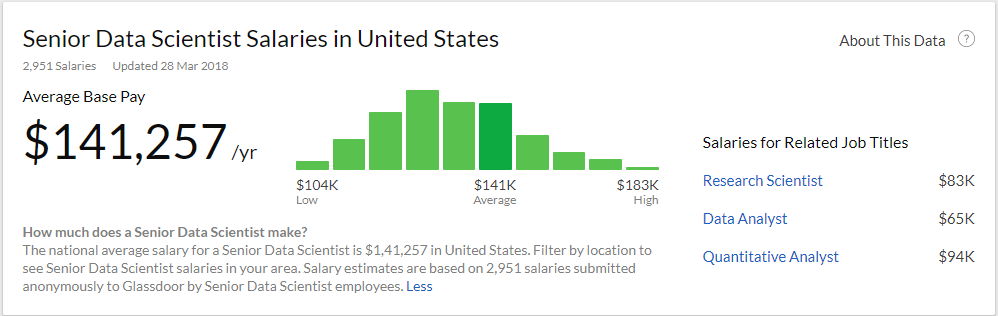 Senior Data Scientist Salaries in United States
About This Data ?
2,951 Salaries Updated 28 Mar 2018
Average Base Pay
$141,257 /yr
$104K $141K $183K
Low Average High
Salaries for Related Job Titles
Research Scientist $83K
Data Analyst $65K
Quantitative Analyst $94K
How much does a Senior Data Scientist make?
The national average salary for a Senior Data Scientist is $1,41,257 in United States. Filter by location to
see Senior Data Scientist salaries in your area. Salary estimates are based on 2,951 salaries submitted
anonymously to Glassdoor by Senior Data Scientist employees. Less